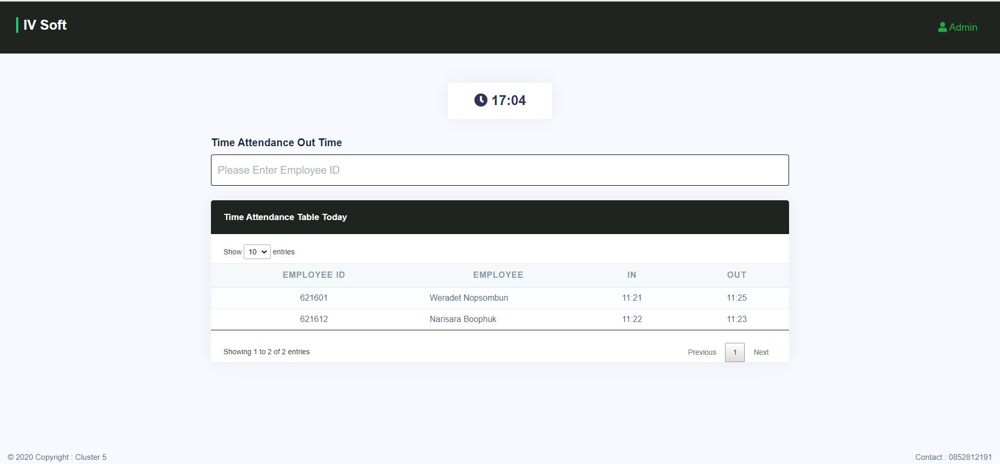 IV Soft
Admin
17:04
Time Attendance Out Time
Please Enter Employee ID
Time Attendance Table Today
Show 10 entries
EMPLOYEE ID EMPLOYEE IN OUT
621601 Weradet Nopsombun 11:21 11:25
621612 Narisara Boophuk 11:22 11:23
Showing 1 to 2 of 2 entries
Previous 1 Next
© 2020 Copyright : Cluster 5
Contact : 0852812191